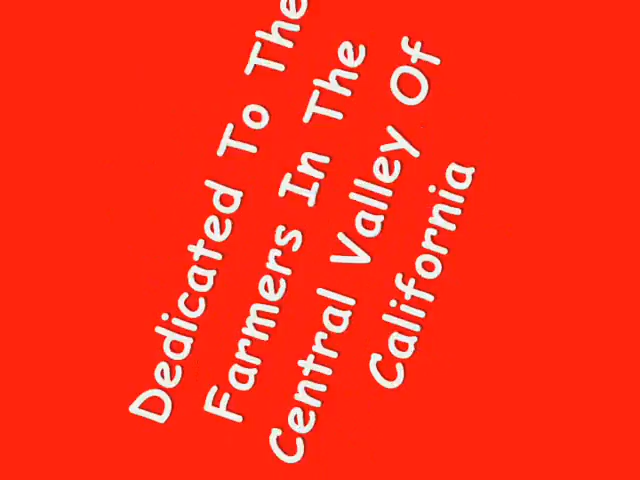 Dedicated To The
Farmers In The
Central Valley Of
California